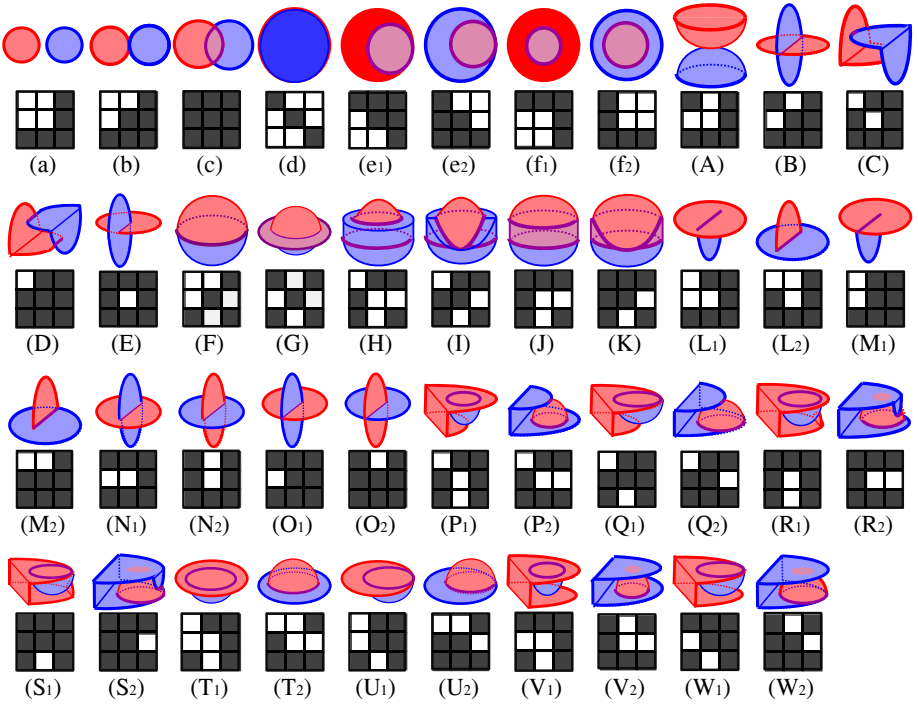 (a) (b) (c) (d) (e1) (e2) (f1) (f2) (A) (B) (C)
(D) (E) (F) (G) (H) (I) (J) (K) (L1) (L2) (M1)
(M2) (N1) (N2) (O1) (O2) (P1) (P2) (Q1) (Q2) (R1) (R2)
(S1) (S2) (T1) (T2) (U1) (U2) (V1) (V2) (W1) (W2)